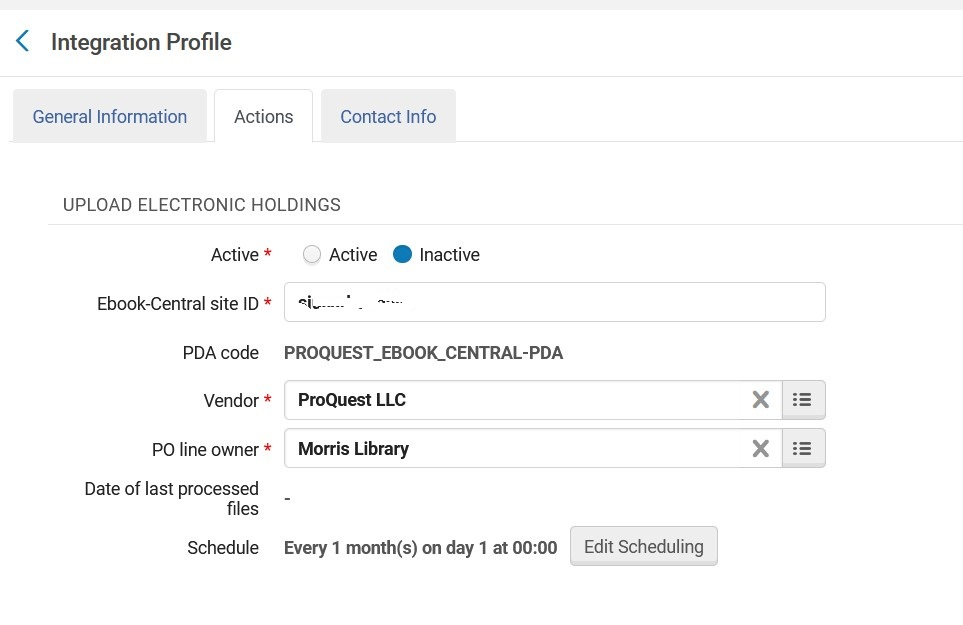 Integration Profile
General Information Actions Contact Info
UPLOAD ELECTRONIC HOLDINGS
Active * Active Inactive
Ebook-Central site ID *
PDA code PROQUEST_EBOOK_CENTRAL-PDA
Vendor * ProQuest LLC
PO line owner * Morris Library
Date of last processed
files -
Schedule Every 1 month(s) on day 1 at 00:00 Edit Scheduling